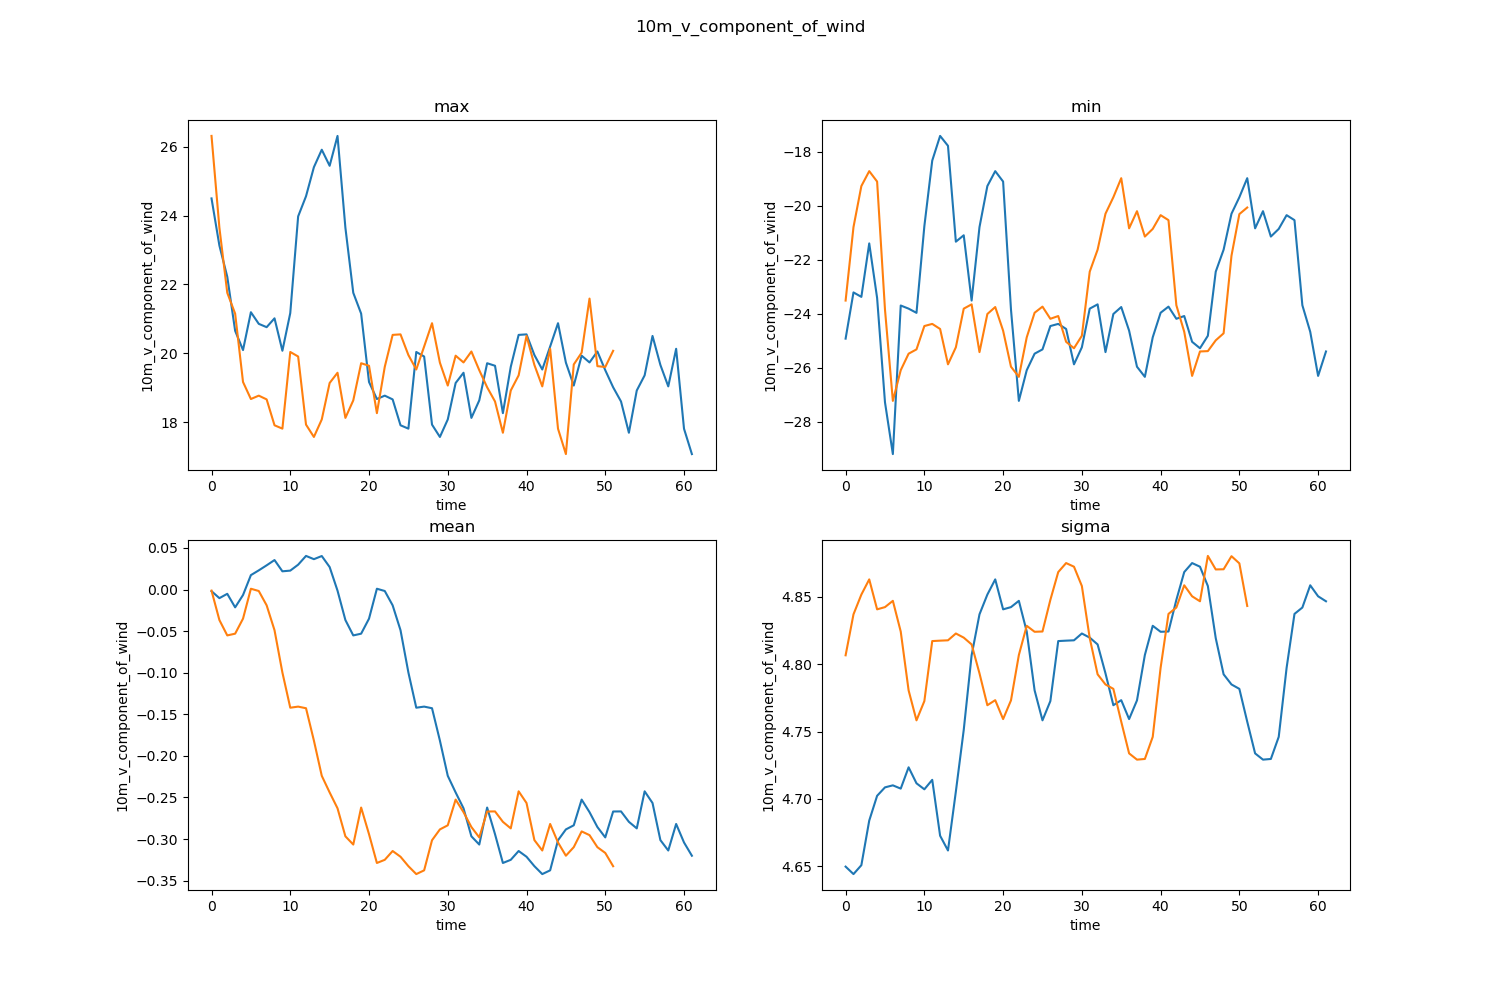 10m_v_component_of_wind
max
10m_v_component_of_wind
26
24
22
20
18
0 10 20 30 40 50 60
time
min
10m_v_component_of_wind
−18
−20
−22
−24
−26
−28
0 10 20 30 40 50 60
time
mean
10m_v_component_of_wind
0.05
0.00
−0.05
−0.10
−0.15
−0.20
−0.25
−0.30
−0.35
0 10 20 30 40 50 60
time
sigma
10m_v_component_of_wind
4.85
4.80
4.75
4.70
4.65
0 10 20 30 40 50 60
time